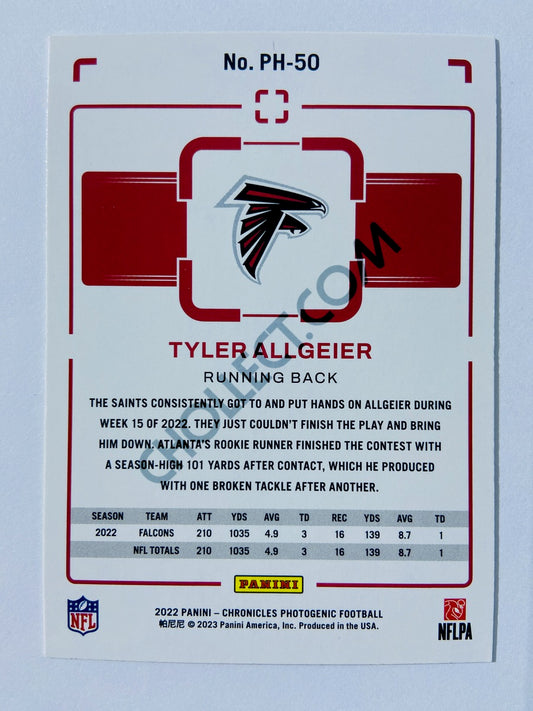 No. PH-50
TYLER ALLGEIER
RUNNING BACK
THE SAINTS CONSISTENTLY GOT TO AND PUT HANDS ON ALLGEIER DURING
WEEK 15 OF 2022. THEY JUST COULDN'T FINISH THE PLAY AND BRING
HIM DOWN. ATLANTA'S ROOKIE RUNNER FINISHED THE CONTEST WITH
A SEASON-HIGH 101 YARDS AFTER CONTACT, WHICH HE PRODUCED
WITH ONE BROKEN TACKLE AFTER ANOTHER.
SEASON TEAM ATT YDS AVG TD REC YDS AVG TD
2022 FALCONS 210 1035 4.9 3 16 139 8.7 1
NFL TOTALS 210 1035 4.9 3 16 139 8.7 1
PANINI
2022 PANINI – CHRONICLES PHOTOGENIC FOOTBALL
帕尼尼 © 2023 Panini America, Inc. Produced in the USA.
NFL
NFLPA
CHOLLECT.COM